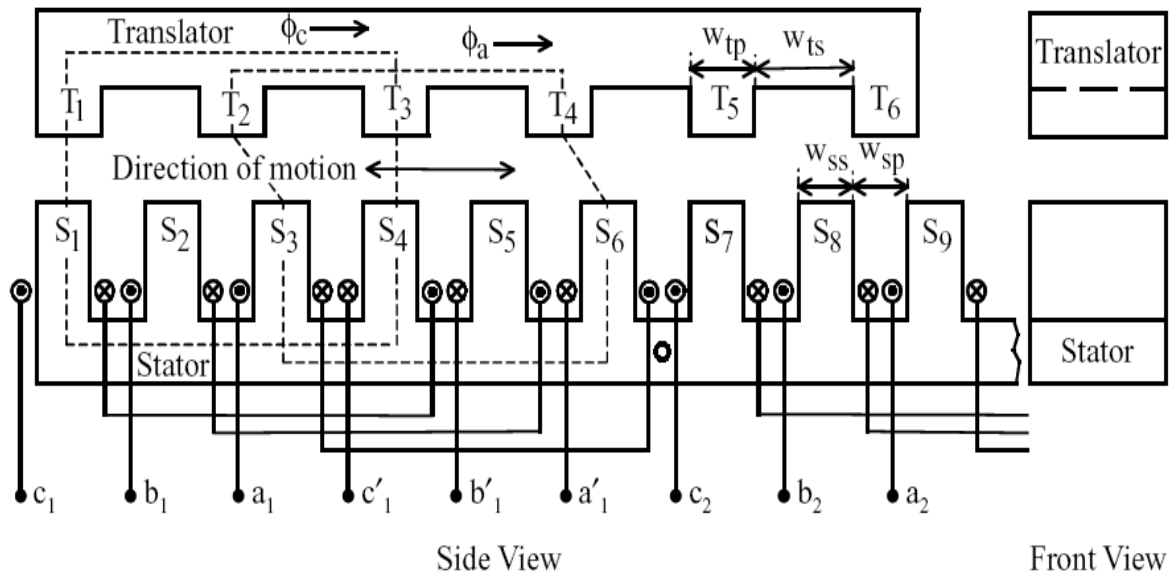 Translator ϕc ϕa wtp wts Translator
T1 T2 T3 T4 T5 T6
Direction of motion wss wsp
S1 S2 S3 S4 S5 S6 S7 S8 S9
Stator Stator
c1 b1 a1 c′1 b′1 a′1 c2 b2 a2
Side View Front View